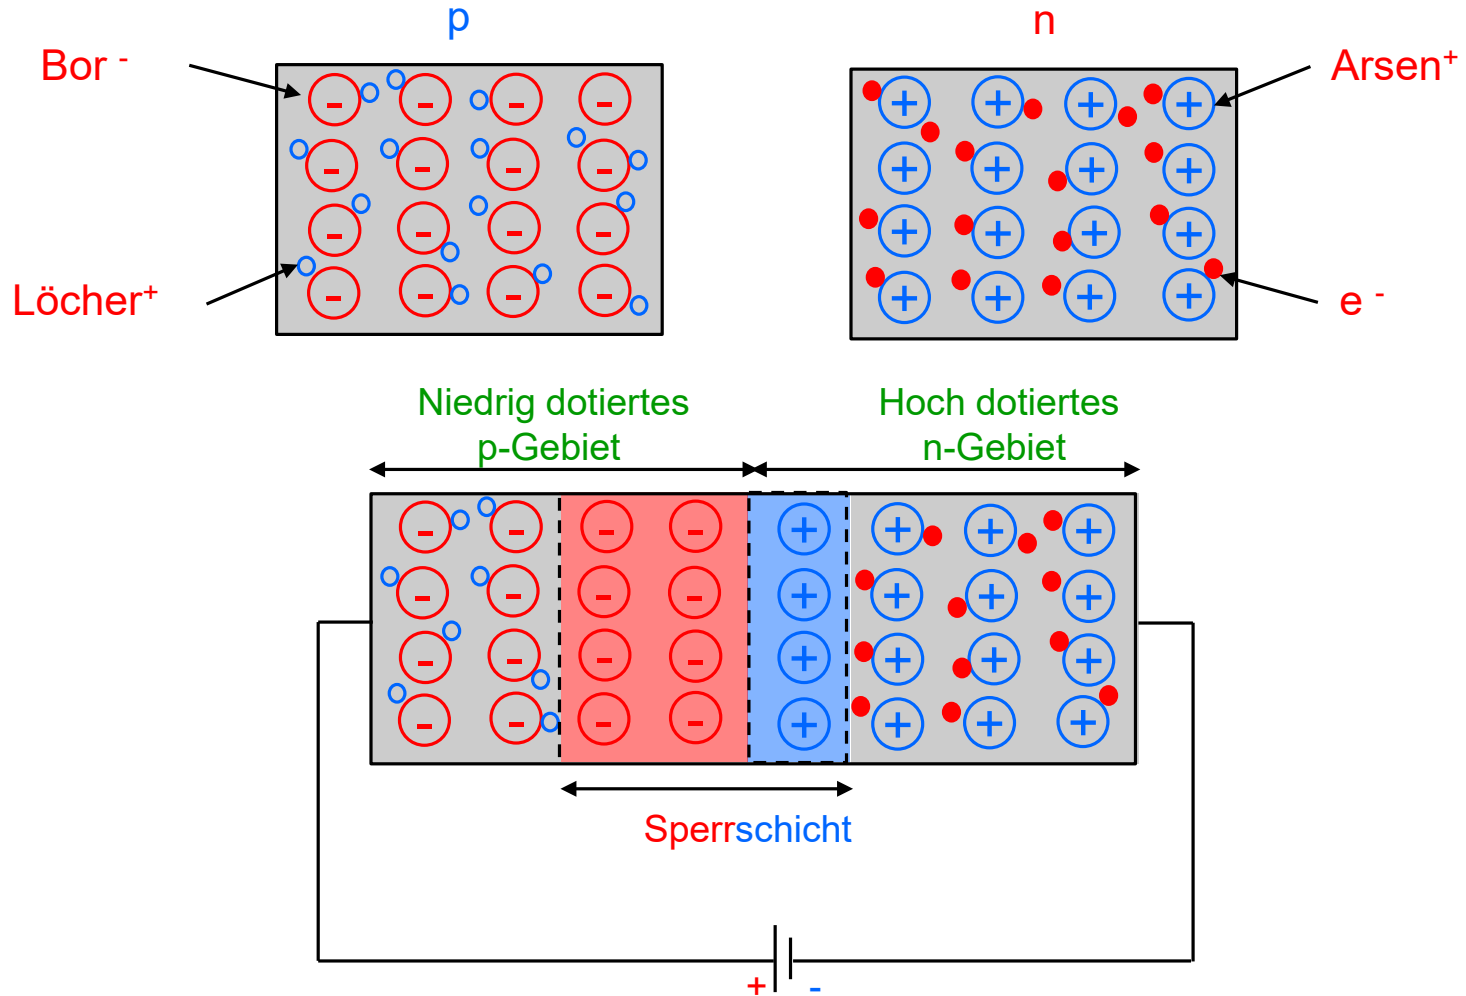 p
n
Bor -
Arsen+
Löcher+
e -
Niedrig dotiertes
p-Gebiet
Hoch dotiertes
n-Gebiet
Sperrschicht
+ -